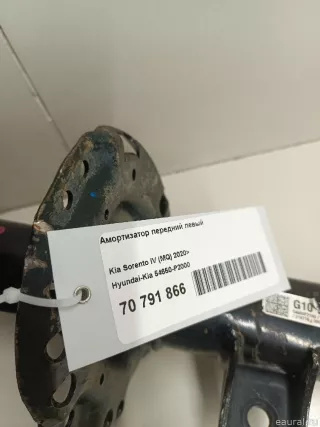 Амортизатор передний левый
Kia Sorento IV (MQ) 2020>
Hyundai-Kia 54650-P2000
70 791 866
G10-
eaural.ru